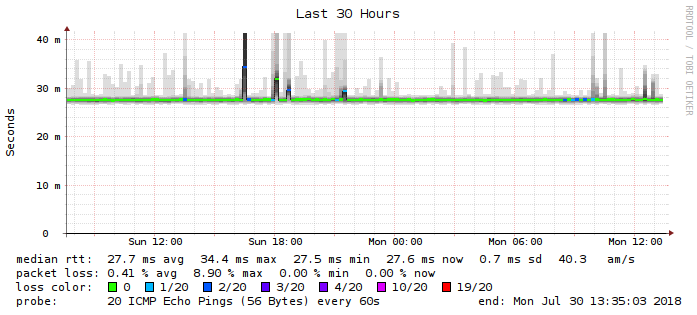 Last 30 Hours
RRDTOOL / TOBI OETIKER
Seconds
40 m
30 m
20 m
10 m
0
Sun 12:00 Sun 18:00 Mon 00:00 Mon 06:00 Mon 12:00
median rtt: 27.7 ms avg 34.4 ms max 27.5 ms min 27.6 ms now 0.7 ms sd 40.3 am/s
packet loss: 0.41 % avg 8.90 % max 0.00 % min 0.00 % now
loss color: 0 1/20 2/20 3/20 4/20 10/20 19/20
probe: 20 ICMP Echo Pings (56 Bytes) every 60s end: Mon Jul 30 13:35:03 2018